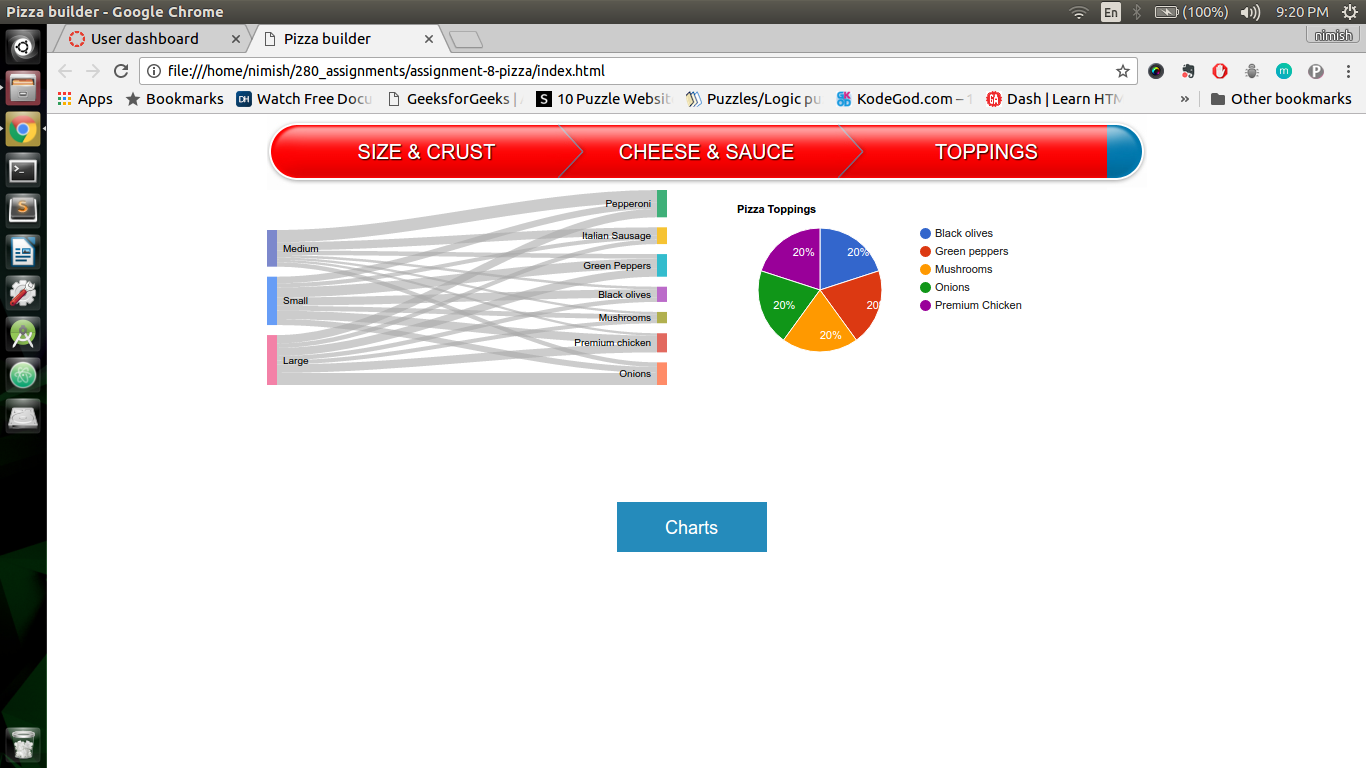 Pizza builder - Google Chrome
En (100%) 9:20 PM
User dashboard
Pizza builder
nimish
file:///home/nimish/280_assignments/assignment-8-pizza/index.html
Apps Bookmarks Watch Free Docu GeeksforGeeks | 10 Puzzle Websit Puzzles/Logic pu KodeGod.com – Dash | Learn HTM » Other bookmarks
SIZE & CRUST CHEESE & SAUCE TOPPINGS
Medium
Small
Large
Pepperoni
Italian Sausage
Green Peppers
Black olives
Mushrooms
Premium chicken
Onions
Pizza Toppings
20% 20%
20% 20
20%
Black olives
Green peppers
Mushrooms
Onions
Premium Chicken
Charts